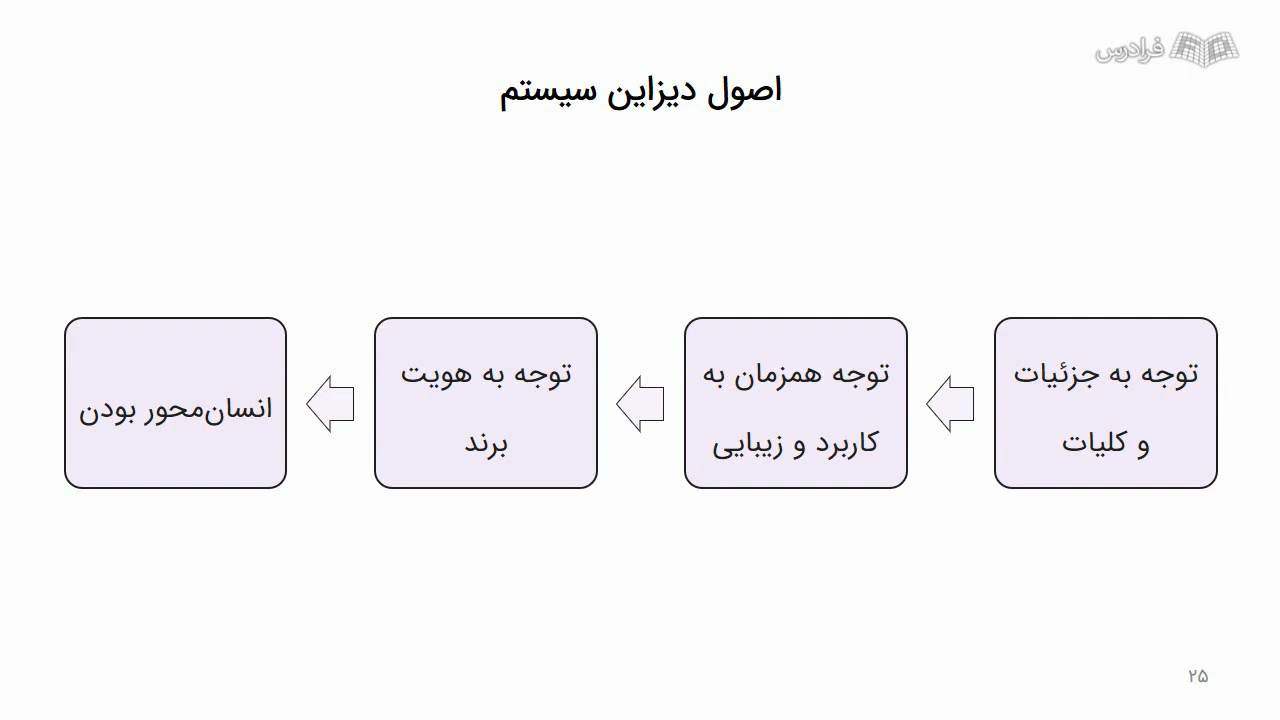 فرادرس
اصول دیزاین سیستم
توجه به جزئیات
و کلیات
توجه همزمان به
کاربرد و زیبایی
توجه به هویت
برند
انسان‌محور بودن
۲۵